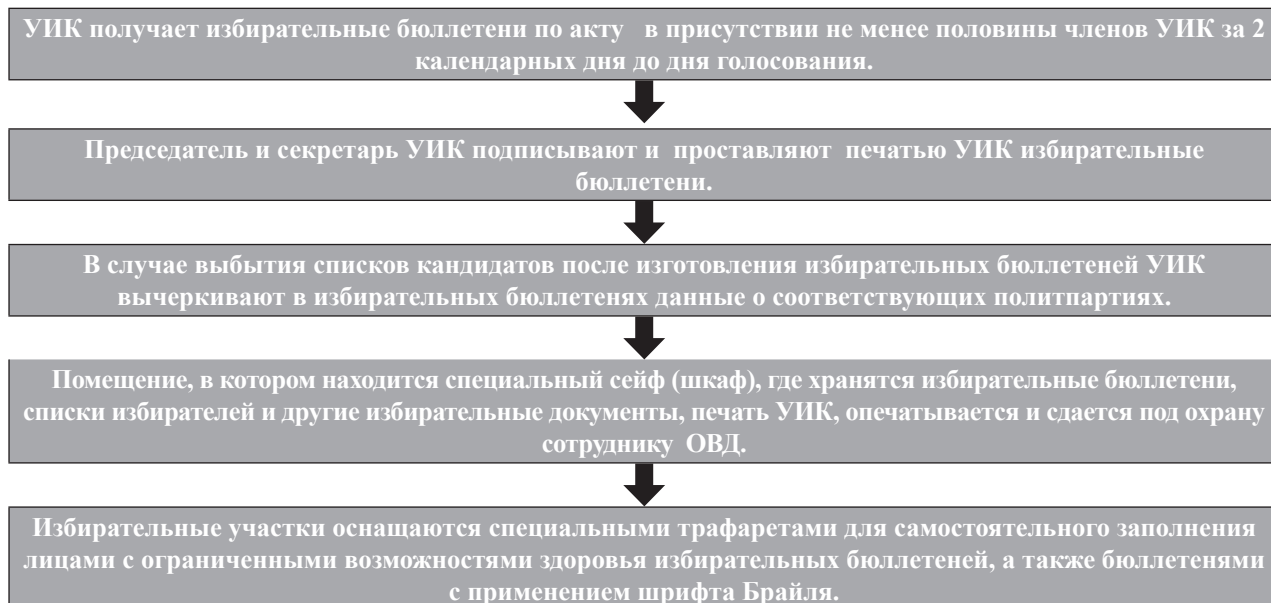 УИК получает избирательные бюллетени по акту в присутствии не менее половины членов УИК за 2
календарных дня до дня голосования.
Председатель и секретарь УИК подписывают и проставляют печатью УИК избирательные
бюллетени.
В случае выбытия списков кандидатов после изготовления избирательных бюллетеней УИК
вычеркивают в избирательных бюллетенях данные о соответствующих политпартиях.
Помещение, в котором находится специальный сейф (шкаф), где хранятся избирательные бюллетени,
списки избирателей и другие избирательные документы, печать УИК, опечатывается и сдается под охрану
сотруднику ОВД.
Избирательные участки оснащаются специальными трафаретами для самостоятельного заполнения
лицами с ограниченными возможностями здоровья избирательных бюллетеней, а также бюллетенями
с применением шрифта Брайля.